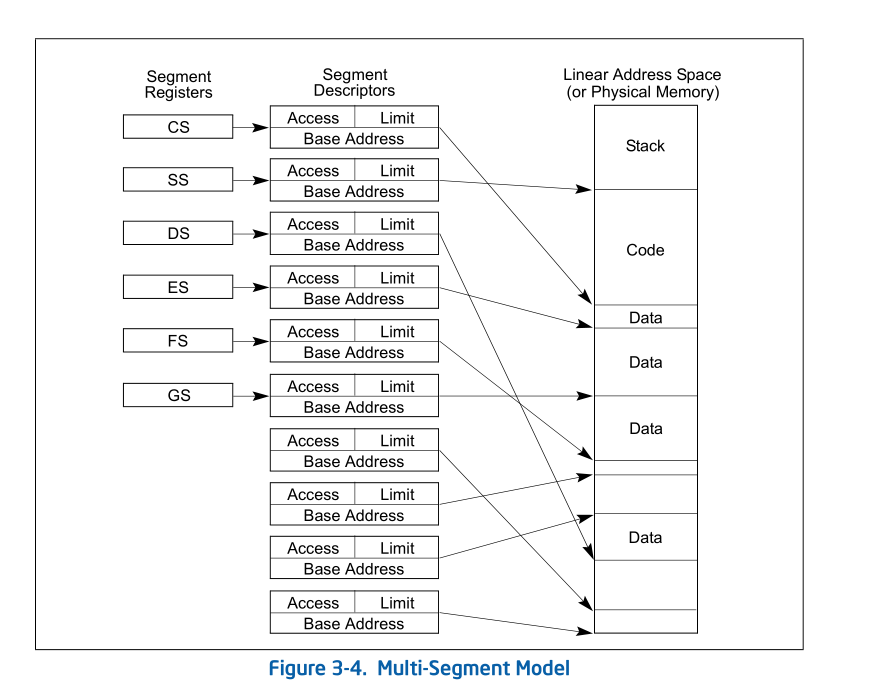 Segment
Registers
Segment
Descriptors
Linear Address Space
(or Physical Memory)
CS
Access Limit
Base Address
Stack
SS
Access Limit
Base Address
DS
Access Limit
Base Address
Code
ES
Access Limit
Base Address
Data
FS
Access Limit
Base Address
Data
GS
Access Limit
Base Address
Data
Access Limit
Base Address
Access Limit
Base Address
Access Limit
Base Address
Data
Access Limit
Base Address
Figure 3-4. Multi-Segment Model